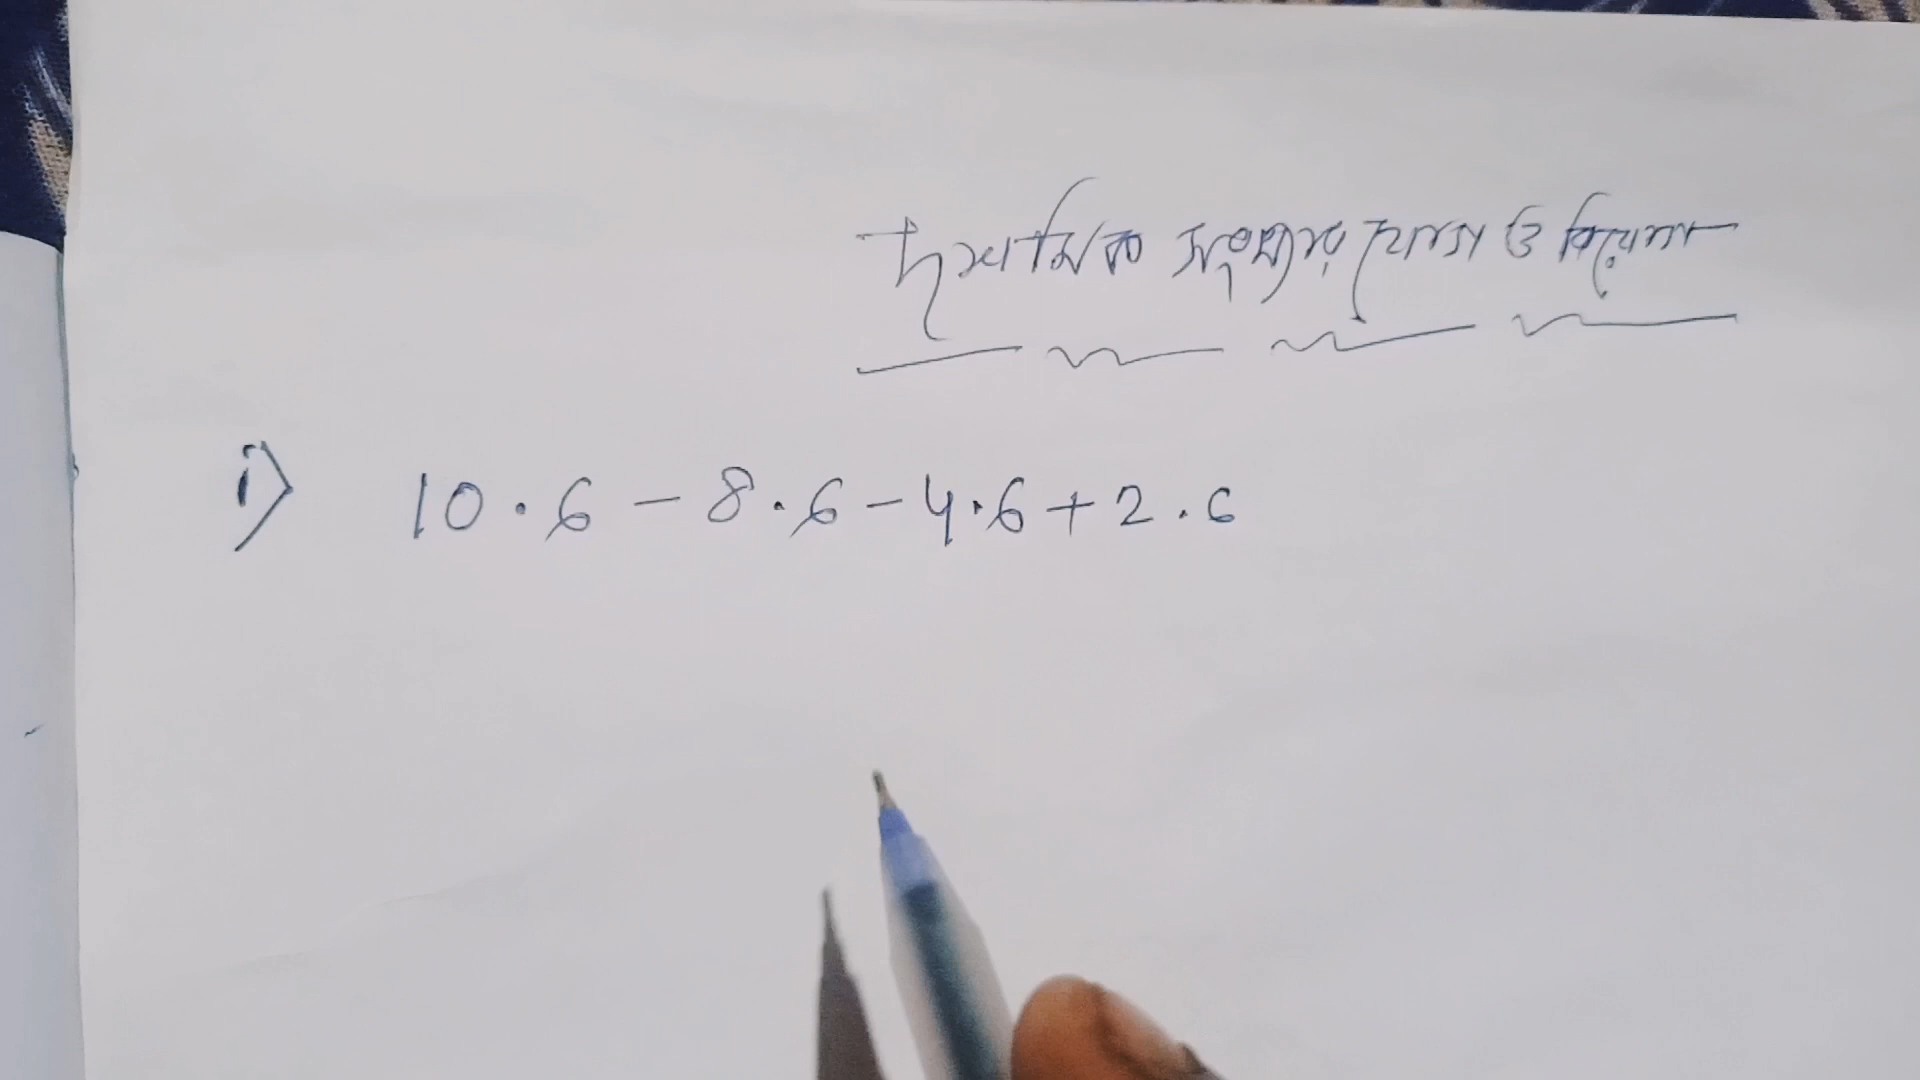 দশমিক সংখ্যার যোগ ও বিয়োগ
i) 10.6 - 8.6 - 4.6 + 2.6